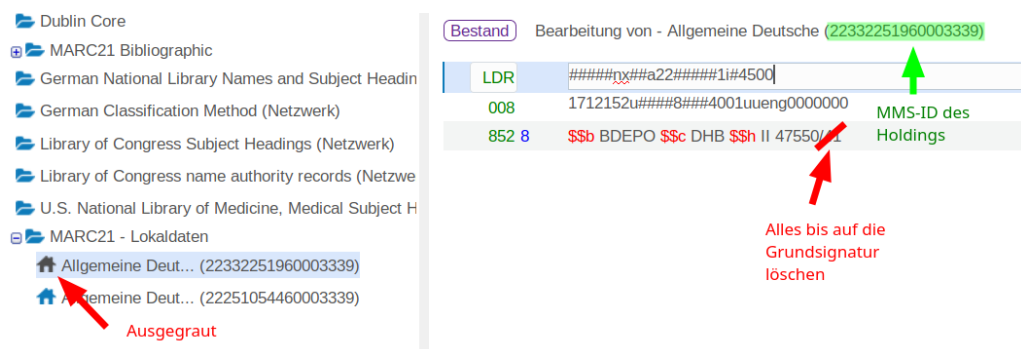 Dublin Core
MARC21 Bibliographic
German National Library Names and Subject Headin
German Classification Method (Netzwerk)
Library of Congress Subject Headings (Netzwerk)
Library of Congress name authority records (Netzwe
U.S. National Library of Medicine, Medical Subject H
MARC21 - Lokaldaten
Allgemeine Deut... (22332251960003339)
Allgemeine Deut... (22251054460003339)
Ausgegraut
Bestand Bearbeitung von - Allgemeine Deutsche (22332251960003339)
LDR #####nx##a22#####1i#4500
008 1712152u####8###4001uueng0000000
852 8 $$b BDEPO $$c DHB $$h II 47550/41
MMS-ID des
Holdings
Alles bis auf die
Grundsignatur
löschen